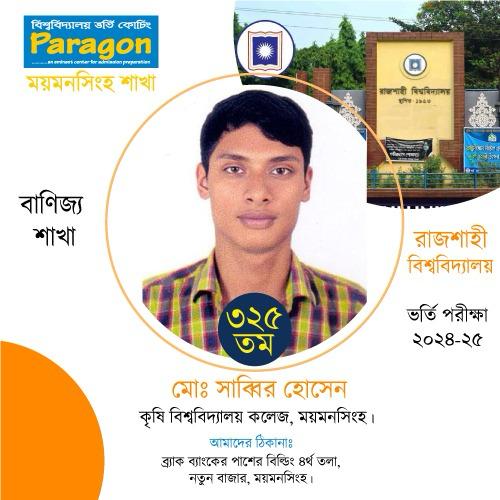 বিশ্ববিদ্যালয় ভর্তি কোচিং
Paragon
an eminent center for admission preparation
ময়মনসিংহ শাখা
রাজশাহী বিশ্ববিদ্যালয়
স্থাপিত : ১৯৫৩
বাণিজ্য
শাখা
রাজশাহী
বিশ্ববিদ্যালয়
ভর্তি পরীক্ষা
২০২৪-২৫
৩২৫
তম
মোঃ সাব্বির হোসেন
কৃষি বিশ্ববিদ্যালয় কলেজ, ময়মনসিংহ।
আমাদের ঠিকানাঃ
ব্র্যাক ব্যাংকের পাশের বিল্ডিং ৪র্থ তলা,
নতুন বাজার, ময়মনসিংহ।